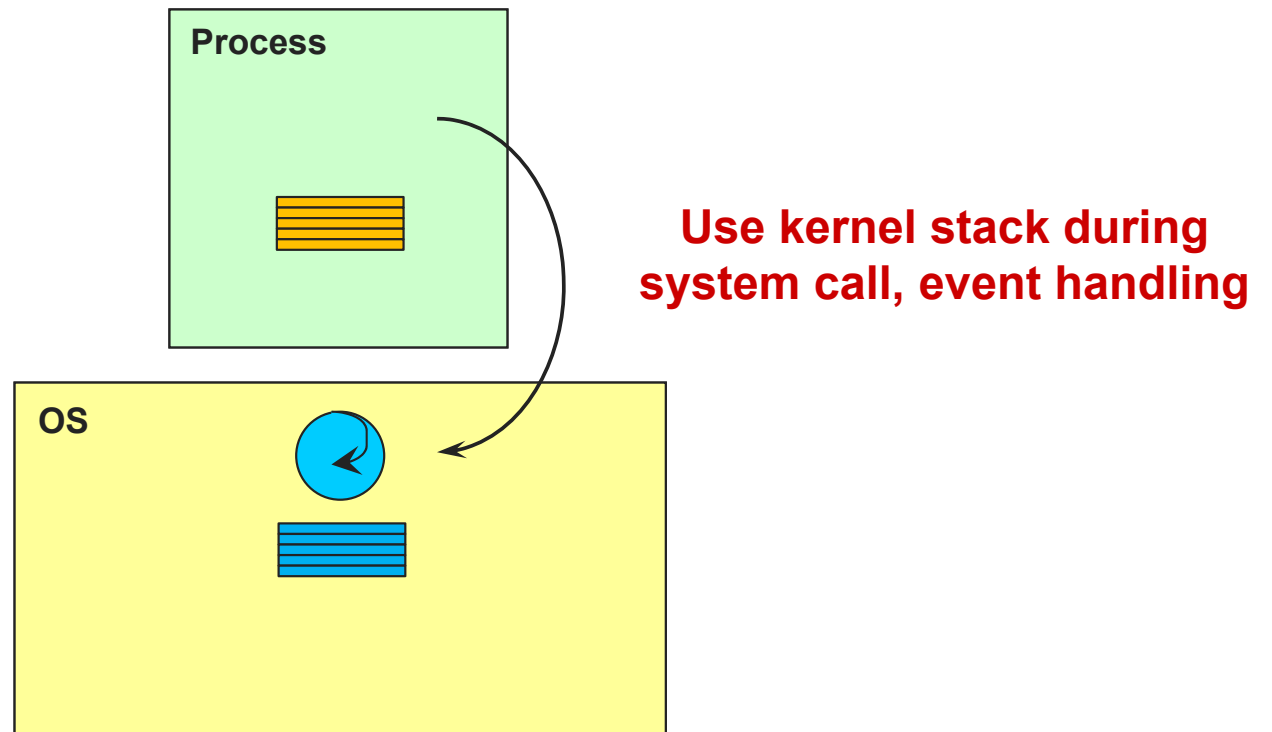 Process
Use kernel stack during
system call, event handling
OS